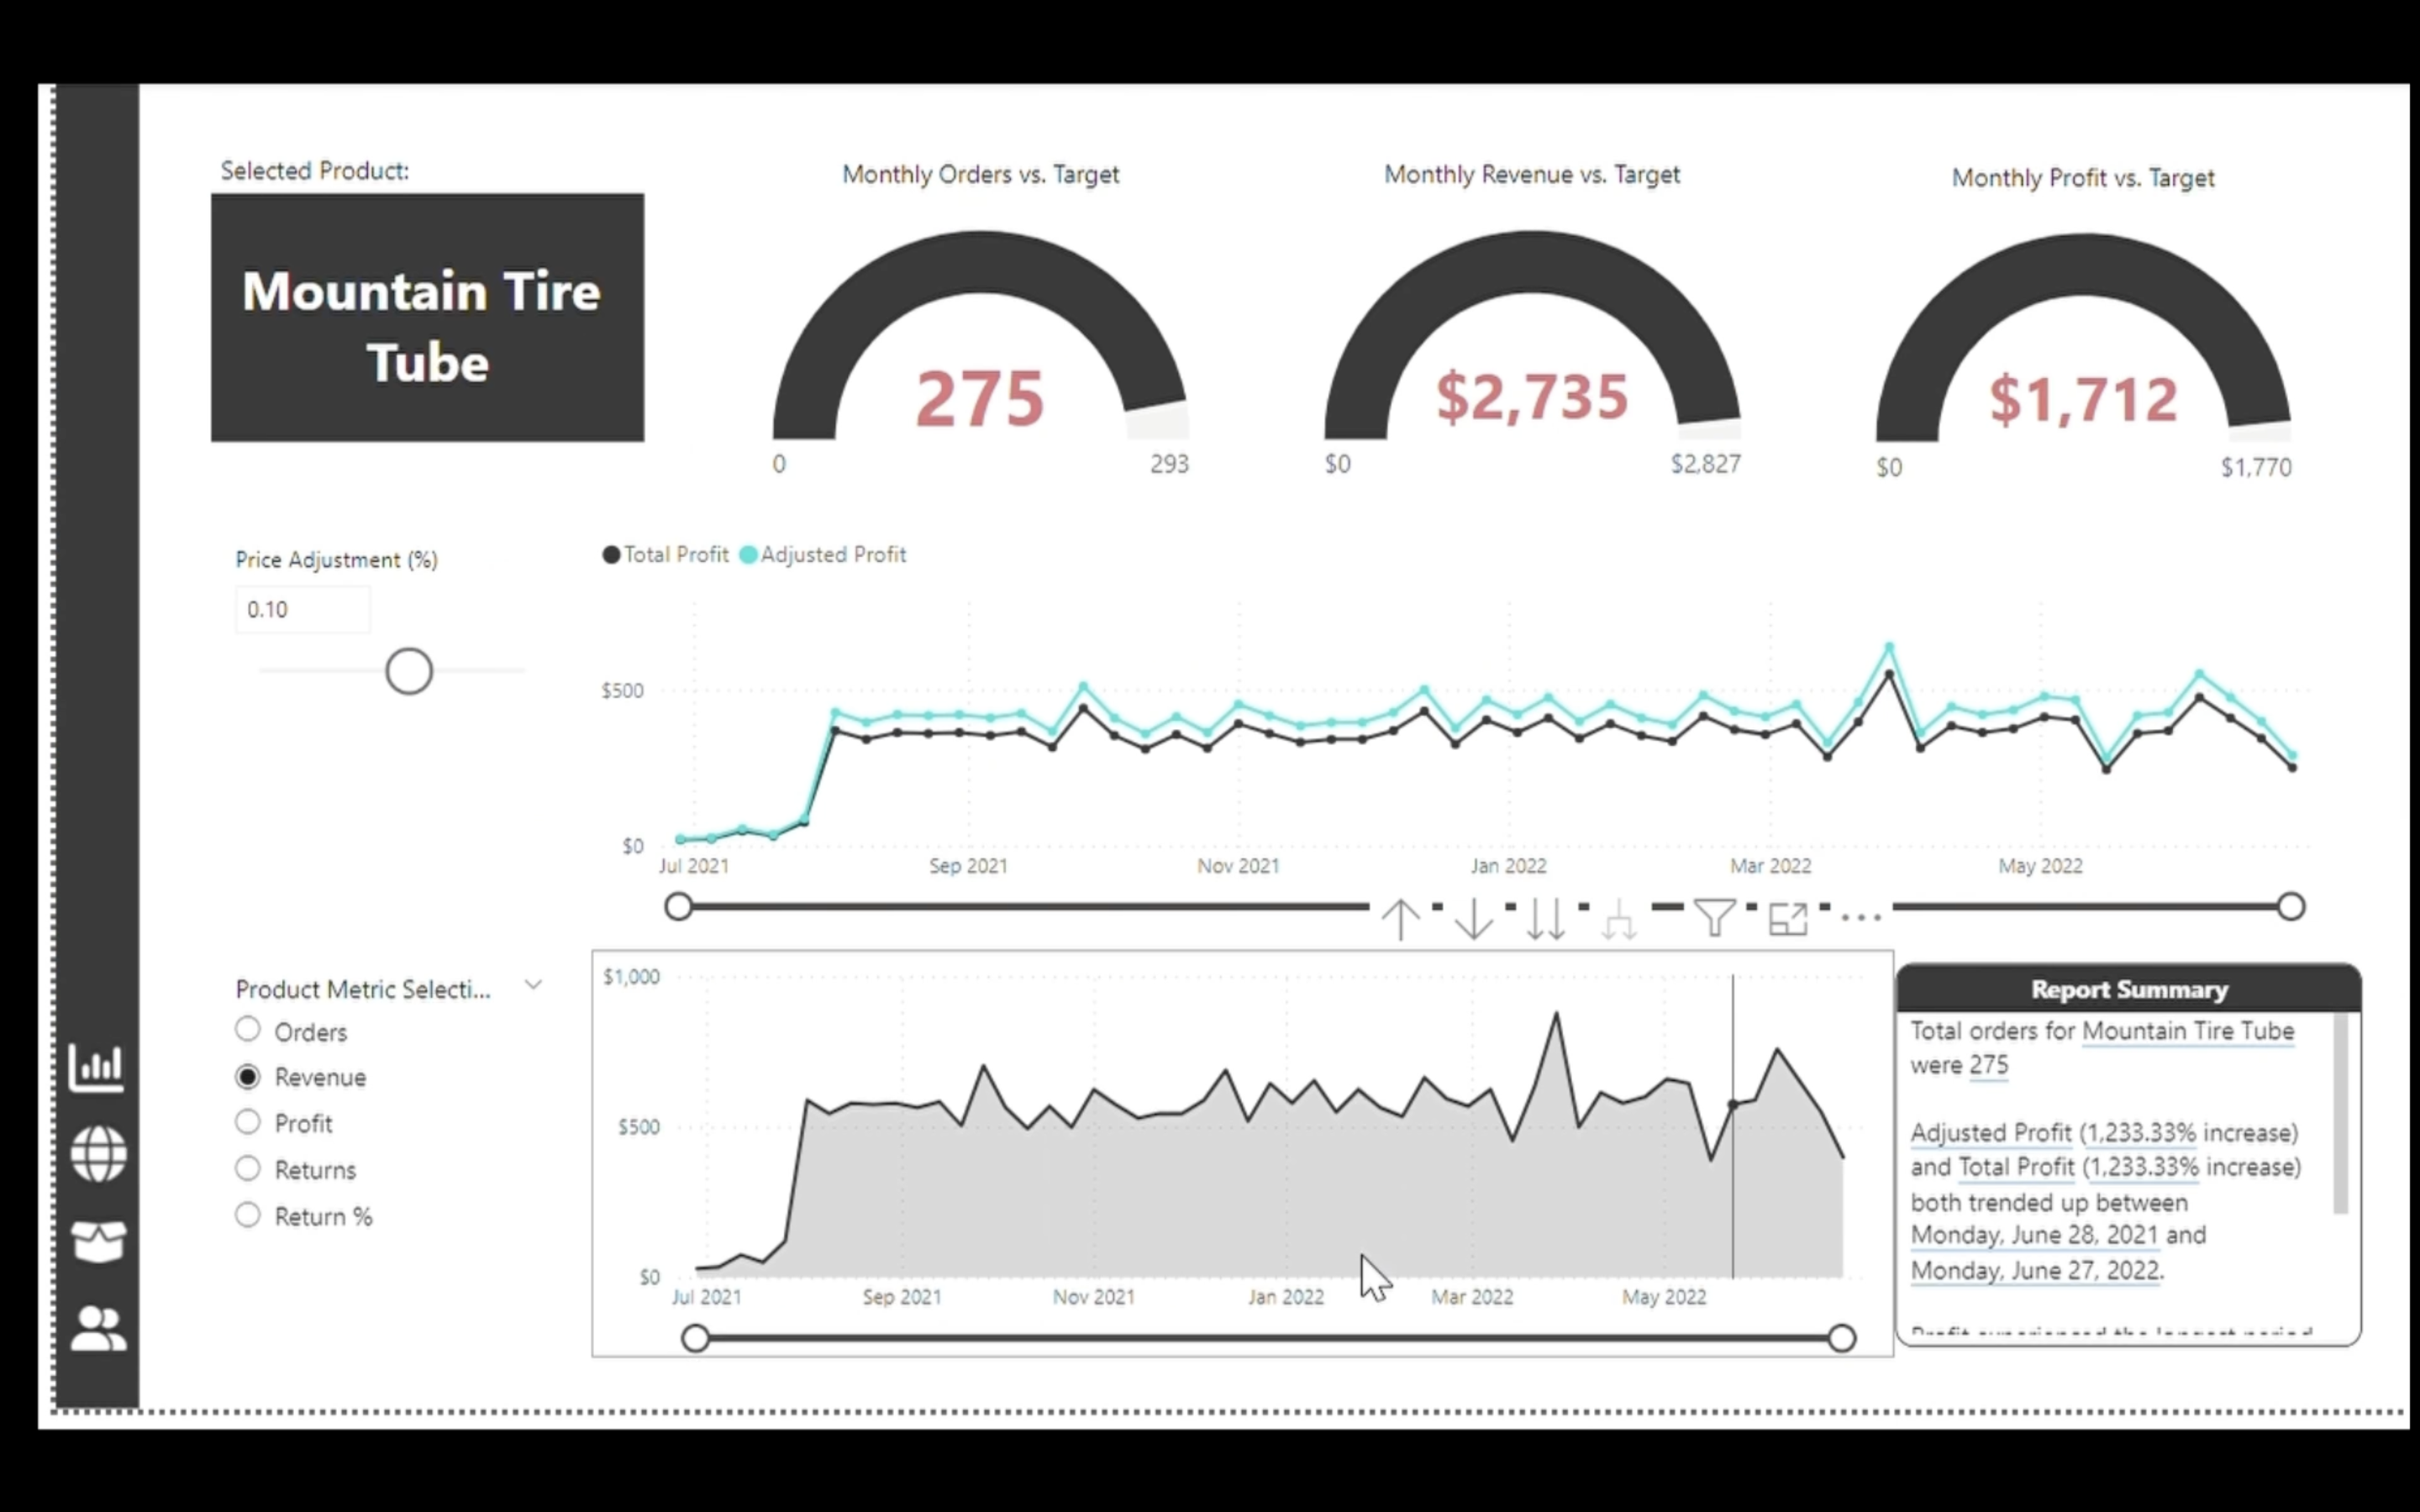 Selected Product:
Mountain Tire
Tube
Monthly Orders vs. Target
275
0
293
Monthly Revenue vs. Target
$2,735
$0
$2,827
Monthly Profit vs. Target
$1,712
$0
$1,770
Price Adjustment (%)
0.10
Total Profit
Adjusted Profit
$500
$0
Jul 2021
Sep 2021
Nov 2021
Jan 2022
Mar 2022
May 2022
Product Metric Selecti...
Orders
Revenue
Profit
Returns
Return %
$1,000
$500
$0
Jul 2021
Sep 2021
Nov 2021
Jan 2022
Mar 2022
May 2022
Report Summary
Total orders for Mountain Tire Tube
were 275
Adjusted Profit (1,233.33% increase)
and Total Profit (1,233.33% increase)
both trended up between
Monday, June 28, 2021 and
Monday, June 27, 2022.